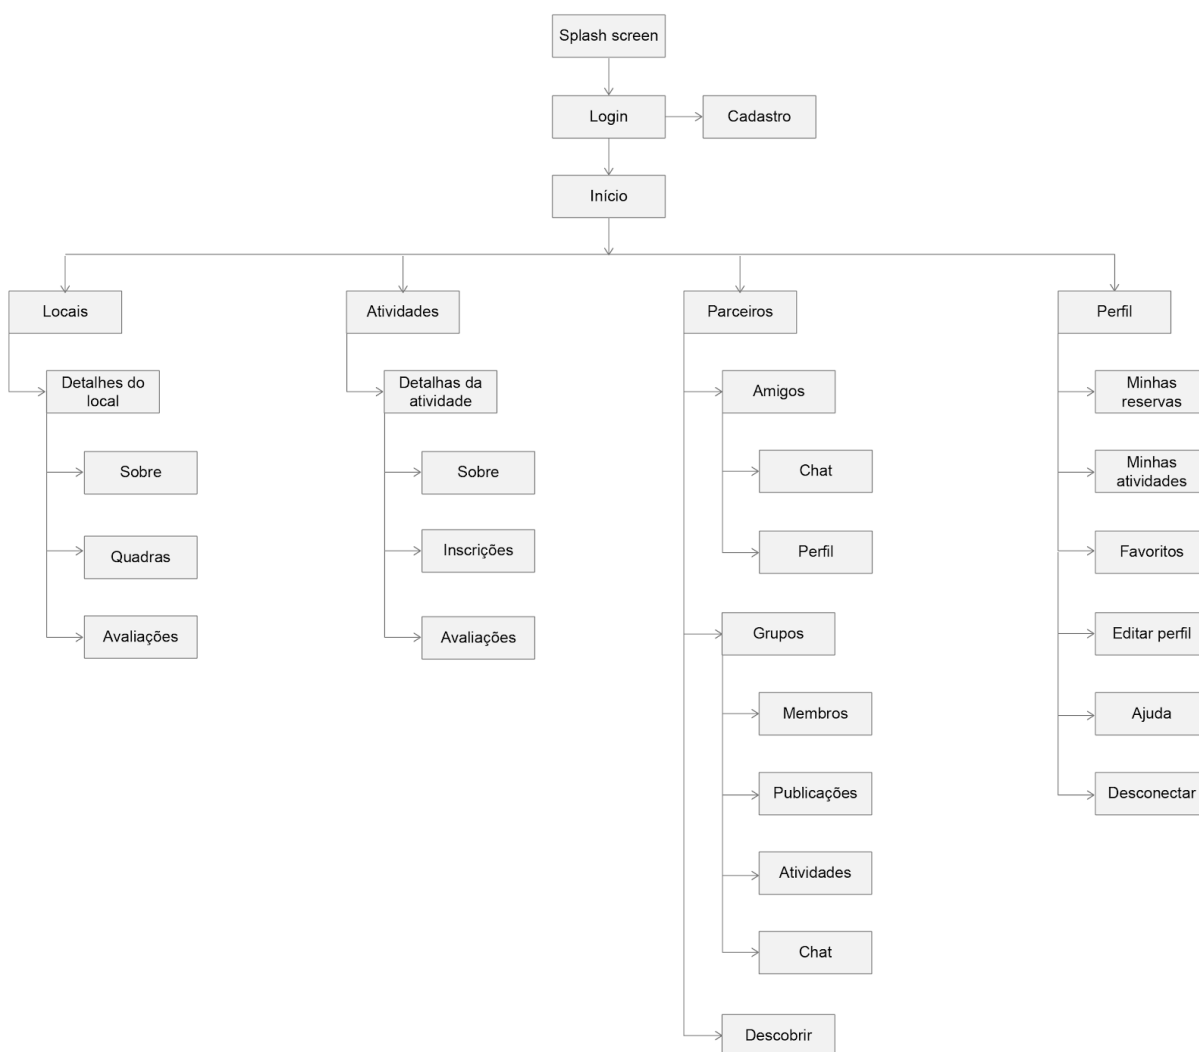 Splash screen
Login
Cadastro
Início
Locais
Detalhes do
local
Sobre
Quadras
Avaliações
Atividades
Detalhas da
atividade
Sobre
Inscrições
Avaliações
Parceiros
Amigos
Chat
Perfil
Grupos
Membros
Publicações
Atividades
Chat
Descobrir
Perfil
Minhas
reservas
Minhas
atividades
Favoritos
Editar perfil
Ajuda
Desconectar